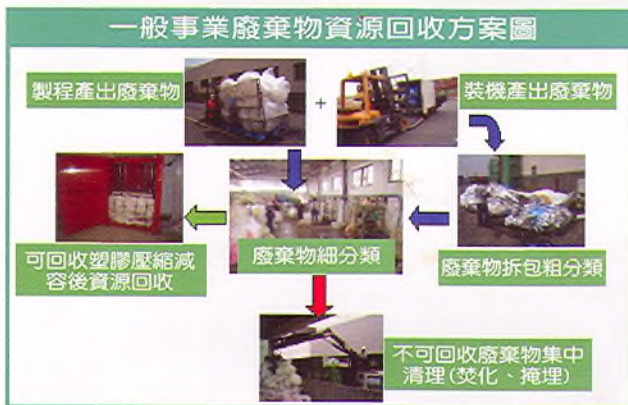 一般事業廢棄物資源回收方案圖
製程產出廢棄物
+
裝機產出廢棄物
可回收塑膠壓縮減
容後資源回收
廢棄物細分類
廢棄物拆包粗分類
不可回收廢棄物集中
清理(焚化、掩埋)